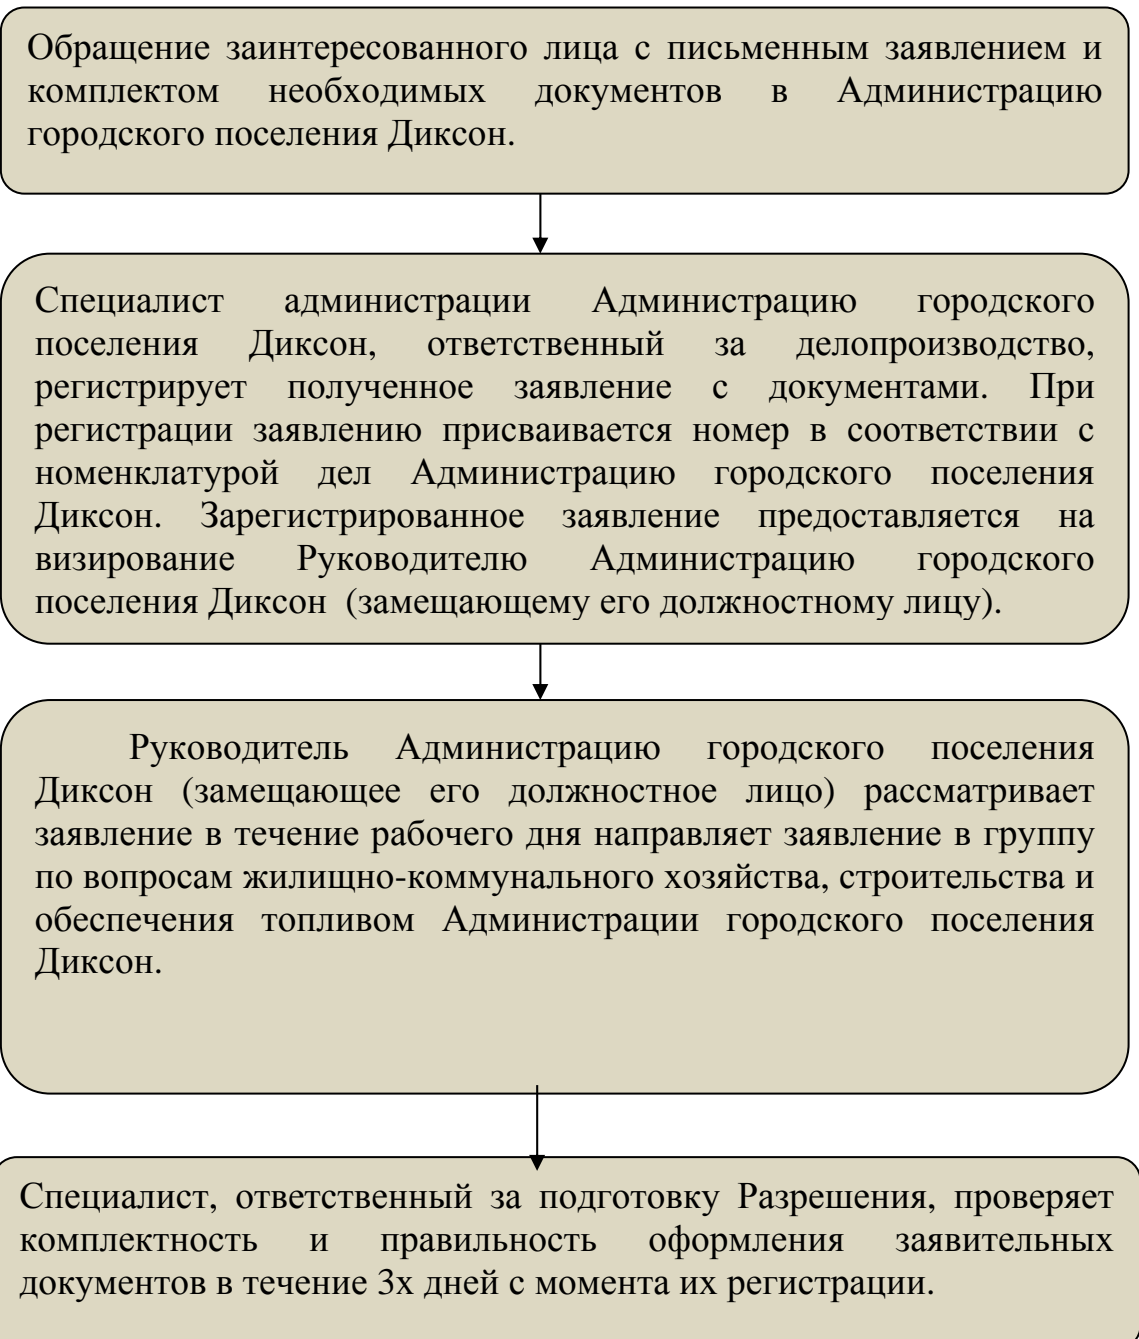 Обращение заинтересованного лица с письменным заявлением и
комплектом необходимых документов в Администрацию
городского поселения Диксон.
Специалист администрации Администрацию городского
поселения Диксон, ответственный за делопроизводство,
регистрирует полученное заявление с документами. При
регистрации заявлению присваивается номер в соответствии с
номенклатурой дел Администрацию городского поселения
Диксон. Зарегистрированное заявление предоставляется на
визирование Руководителю Администрацию городского
поселения Диксон (замещающему его должностному лицу).
Руководитель Администрацию городского поселения
Диксон (замещающее его должностное лицо) рассматривает
заявление в течение рабочего дня направляет заявление в группу
по вопросам жилищно-коммунального хозяйства, строительства и
обеспечения топливом Администрации городского поселения
Диксон.
Специалист, ответственный за подготовку Разрешения, проверяет
комплектность и правильность оформления заявительных
документов в течение 3х дней с момента их регистрации.